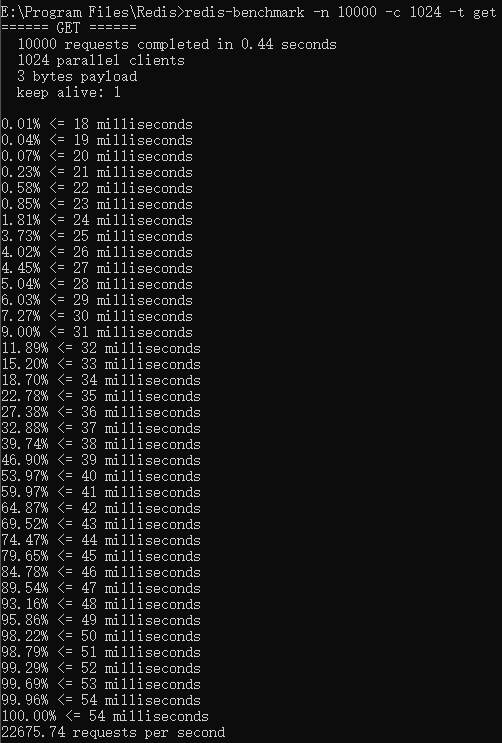 E:\Program Files\Redis>redis-benchmark -n 10000 -c 1024 -t get
====== GET ======
  10000 requests completed in 0.44 seconds
  1024 parallel clients
  3 bytes payload
  keep alive: 1

0.01% <= 18 milliseconds
0.04% <= 19 milliseconds
0.07% <= 20 milliseconds
0.23% <= 21 milliseconds
0.58% <= 22 milliseconds
0.85% <= 23 milliseconds
1.81% <= 24 milliseconds
3.73% <= 25 milliseconds
4.02% <= 26 milliseconds
4.45% <= 27 milliseconds
5.04% <= 28 milliseconds
6.03% <= 29 milliseconds
7.27% <= 30 milliseconds
9.00% <= 31 milliseconds
11.89% <= 32 milliseconds
15.20% <= 33 milliseconds
18.70% <= 34 milliseconds
22.78% <= 35 milliseconds
27.38% <= 36 milliseconds
32.88% <= 37 milliseconds
39.74% <= 38 milliseconds
46.90% <= 39 milliseconds
53.97% <= 40 milliseconds
59.97% <= 41 milliseconds
64.87% <= 42 milliseconds
69.52% <= 43 milliseconds
74.47% <= 44 milliseconds
79.65% <= 45 milliseconds
84.78% <= 46 milliseconds
89.54% <= 47 milliseconds
93.16% <= 48 milliseconds
95.86% <= 49 milliseconds
98.22% <= 50 milliseconds
98.79% <= 51 milliseconds
99.29% <= 52 milliseconds
99.69% <= 53 milliseconds
99.96% <= 54 milliseconds
100.00% <= 54 milliseconds
22675.74 requests per second